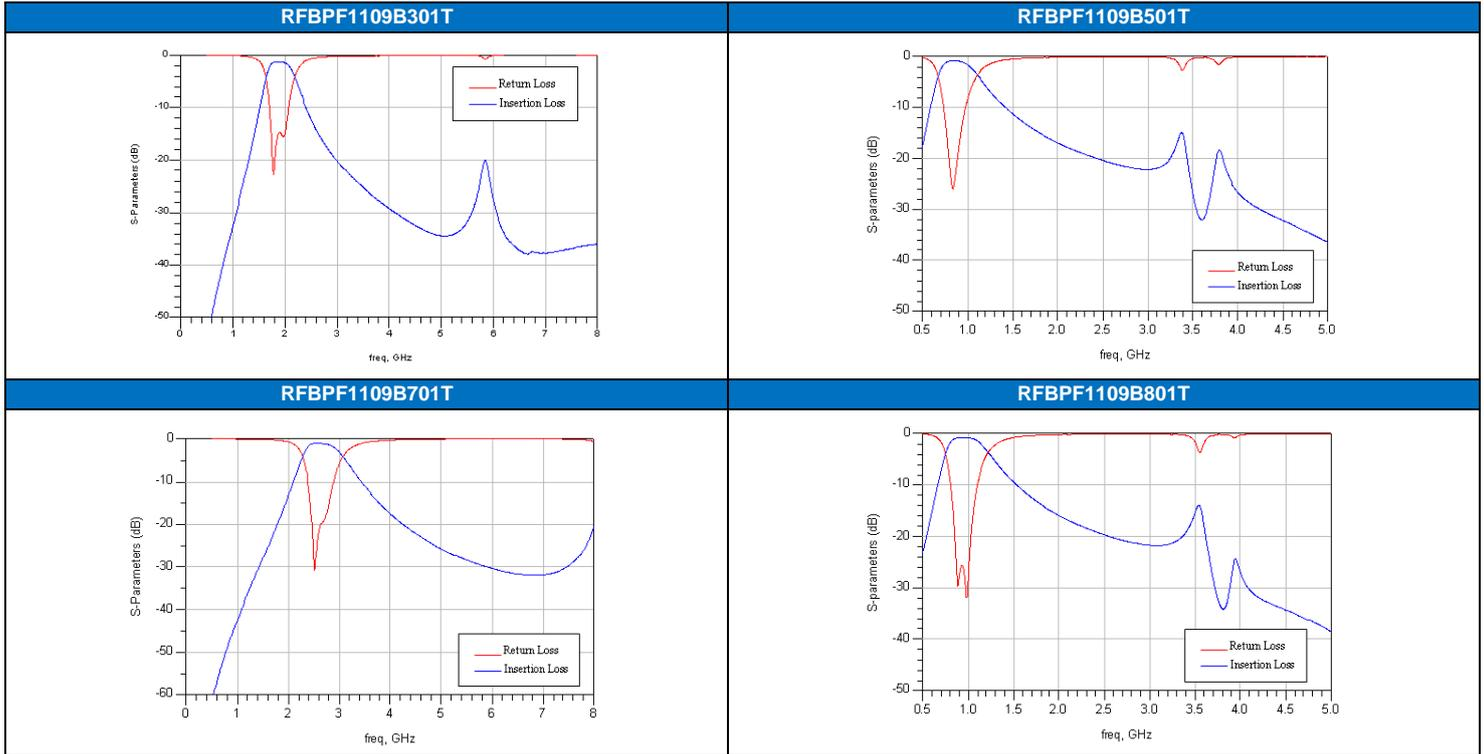 RFBPF1109B301T
0
-10
-20
-30
-40
-50
S-Parameters (dB)
Return Loss
Insertion Loss
0 1 2 3 4 5 6 7 8
freq, GHz
RFBPF1109B501T
0
-10
-20
-30
-40
-50
S-parameters (dB)
Return Loss
Insertion Loss
0.5 1.0 1.5 2.0 2.5 3.0 3.5 4.0 4.5 5.0
freq, GHz
RFBPF1109B701T
0
-10
-20
-30
-40
-50
-60
S-Parameters (dB)
Return Loss
Insertion Loss
0 1 2 3 4 5 6 7 8
freq, GHz
RFBPF1109B801T
0
-10
-20
-30
-40
-50
S-parameters (dB)
Return Loss
Insertion Loss
0.5 1.0 1.5 2.0 2.5 3.0 3.5 4.0 4.5 5.0
freq, GHz